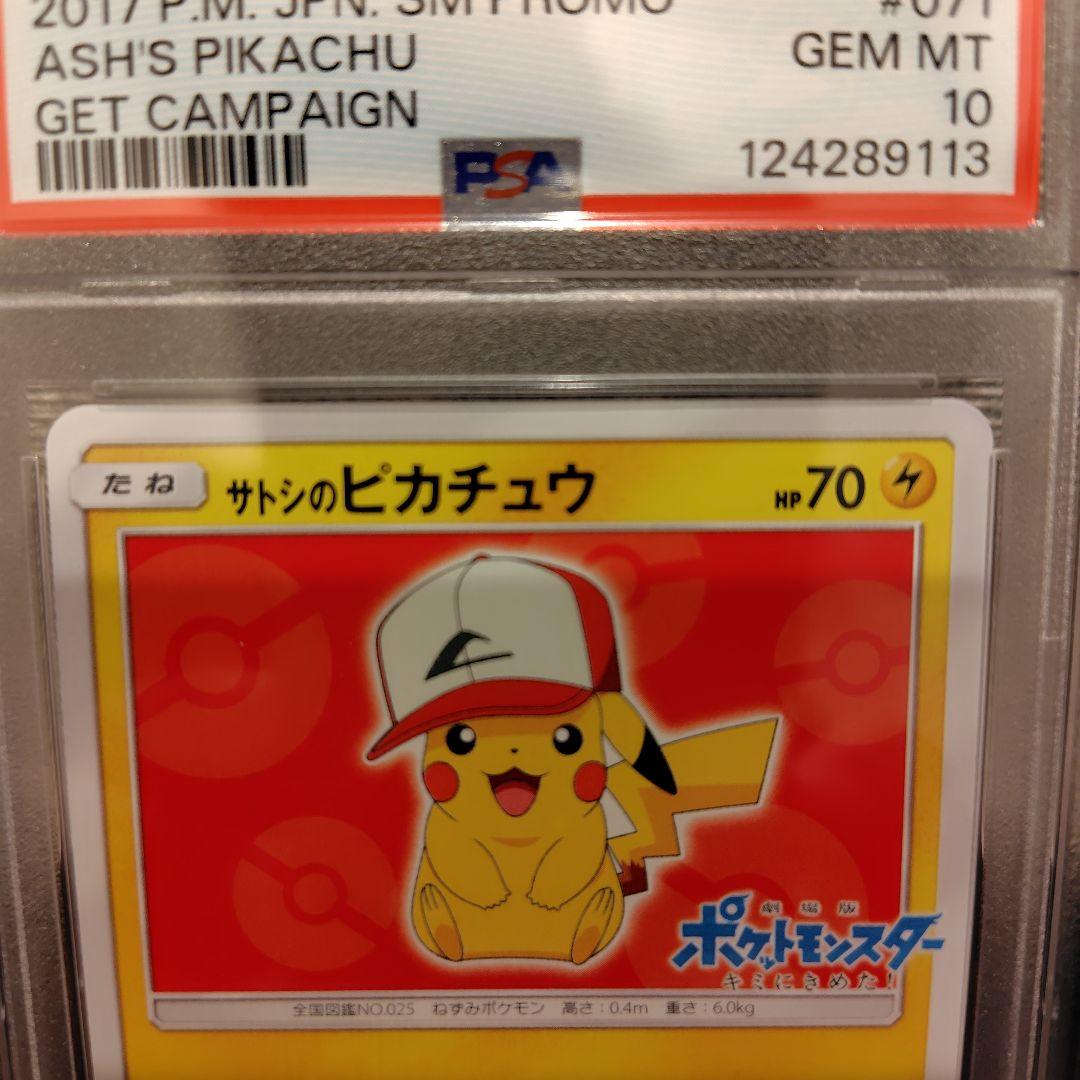 2017 P.M. JPN. SM PROMO #071
ASH'S PIKACHU GEM MT
GET CAMPAIGN 10
PSA 124289113
たね サトシのピカチュウ HP70
劇場版
ポケットモンスター
キミにきめた!
全国図鑑NO.025 ねずみポケモン 高さ:0.4m 重さ:6.0kg